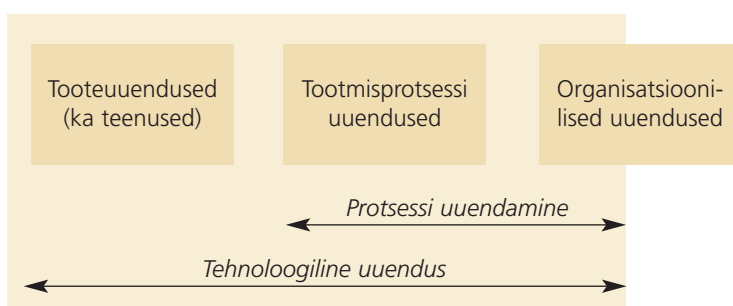 Tooteuuendused
(ka teenused)
Tootmisprotsessi
uuendused
Organisatsiooni-
lised uuendused
Protsessi uuendamine
Tehnoloogiline uuendus